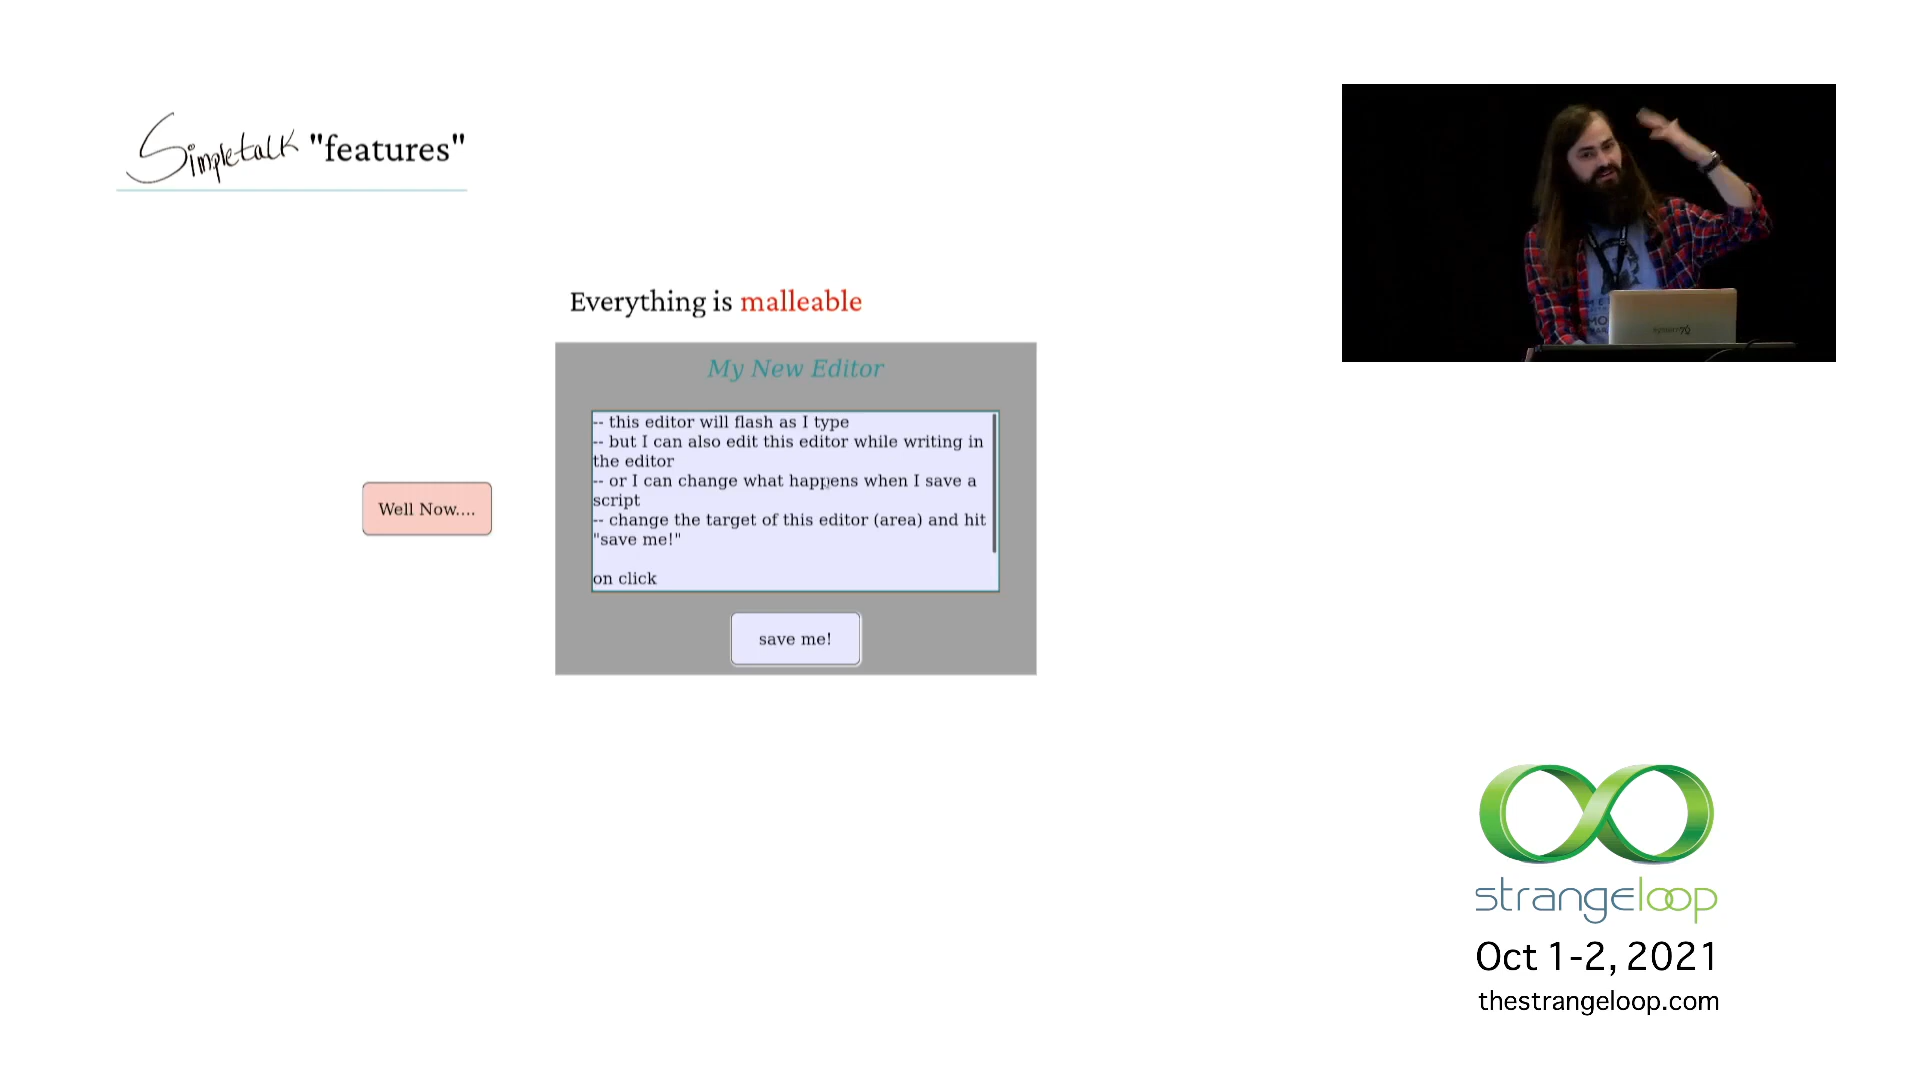 Simpletalk "features"
Everything is malleable
My New Editor
-- this editor will flash as I type
-- but I can also edit this editor while writing in
the editor
-- or I can change what happens when I save a
script
-- change the target of this editor (area) and hit
"save me!"
on click
Well Now....
save me!
system76
strangeloop
Oct 1-2, 2021
thestrangeloop.com